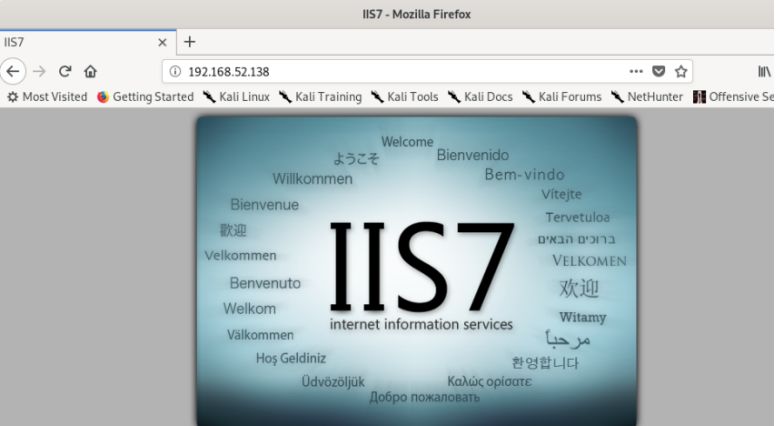 IIS7 - Mozilla Firefox
IIS7
192.168.52.138
Most Visited Getting Started Kali Linux Kali Training Kali Tools Kali Docs Kali Forums NetHunter Offensive Se
Welcome
ようこそ
Bienvenido
Willkommen
Bem-vindo
Vítejte
Bienvenue
Tervetuloa
歡迎
ברוכים הבאים
Velkommen
VELKOMEN
IIS7
internet information services
Benvenuto
欢迎
Welkom
Witamy
Välkommen
مرحباً
Hoş Geldiniz
환영합니다
Üdvözöljük
Καλώς ορίσατε
Добро пожаловать